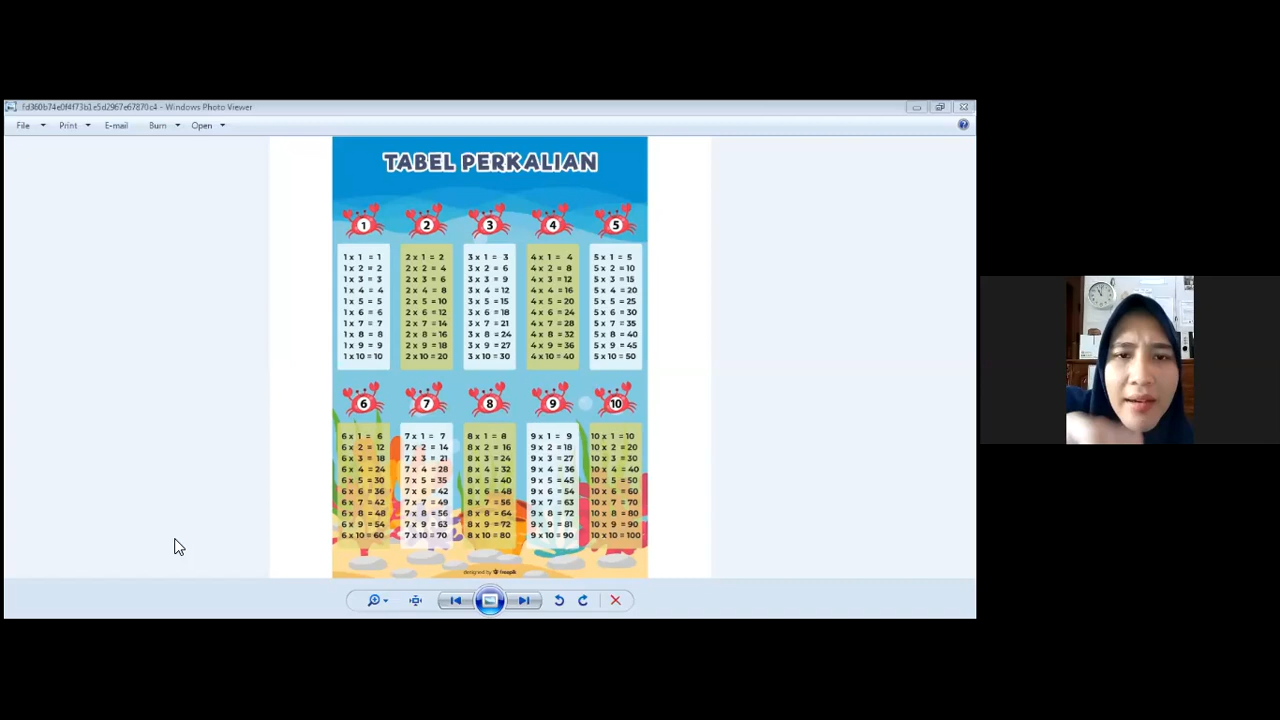 fd360b74e0f4f73b1e5d2967e67870c4 - Windows Photo Viewer
File Print E-mail Burn Open
TABEL PERKALIAN
1 2 3 4 5
1 x 1 = 1 2 x 1 = 2 3 x 1 = 3 4 x 1 = 4 5 x 1 = 5
1 x 2 = 2 2 x 2 = 4 3 x 2 = 6 4 x 2 = 8 5 x 2 = 10
1 x 3 = 3 2 x 3 = 6 3 x 3 = 9 4 x 3 = 12 5 x 3 = 15
1 x 4 = 4 2 x 4 = 8 3 x 4 = 12 4 x 4 = 16 5 x 4 = 20
1 x 5 = 5 2 x 5 = 10 3 x 5 = 15 4 x 5 = 20 5 x 5 = 25
1 x 6 = 6 2 x 6 = 12 3 x 6 = 18 4 x 6 = 24 5 x 6 = 30
1 x 7 = 7 2 x 7 = 14 3 x 7 = 21 4 x 7 = 28 5 x 7 = 35
1 x 8 = 8 2 x 8 = 16 3 x 8 = 24 4 x 8 = 32 5 x 8 = 40
1 x 9 = 9 2 x 9 = 18 3 x 9 = 27 4 x 9 = 36 5 x 9 = 45
1 x 10 = 10 2 x 10 = 20 3 x 10 = 30 4 x 10 = 40 5 x 10 = 50
6 7 8 9 10
6 x 1 = 6 7 x 1 = 7 8 x 1 = 8 9 x 1 = 9 10 x 1 = 10
6 x 2 = 12 7 x 2 = 14 8 x 2 = 16 9 x 2 = 18 10 x 2 = 20
6 x 3 = 18 7 x 3 = 21 8 x 3 = 24 9 x 3 = 27 10 x 3 = 30
6 x 4 = 24 7 x 4 = 28 8 x 4 = 32 9 x 4 = 36 10 x 4 = 40
6 x 5 = 30 7 x 5 = 35 8 x 5 = 40 9 x 5 = 45 10 x 5 = 50
6 x 6 = 36 7 x 6 = 42 8 x 6 = 48 9 x 6 = 54 10 x 6 = 60
6 x 7 = 42 7 x 7 = 49 8 x 7 = 56 9 x 7 = 63 10 x 7 = 70
6 x 8 = 48 7 x 8 = 56 8 x 8 = 64 9 x 8 = 72 10 x 8 = 80
6 x 9 = 54 7 x 9 = 63 8 x 9 = 72 9 x 9 = 81 10 x 9 = 90
6 x 10 = 60 7 x 10 = 70 8 x 10 = 80 9 x 10 = 90 10 x 10 = 100
designed by freepik